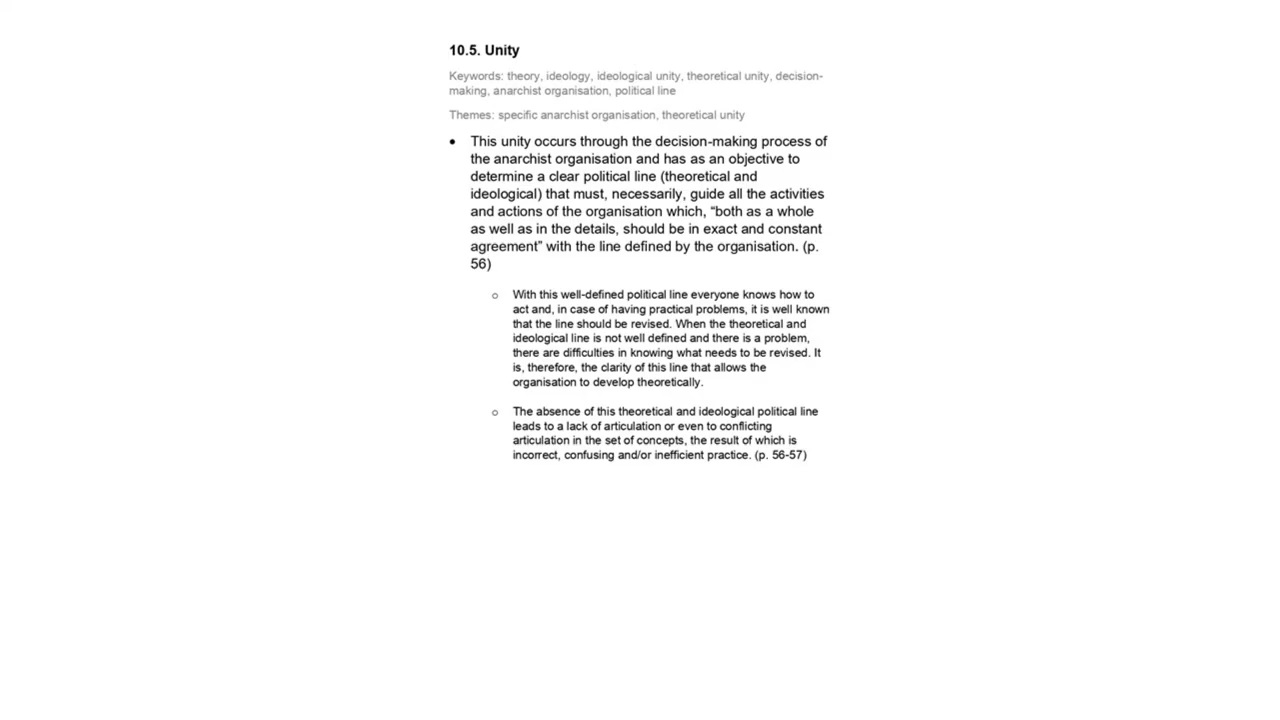 10.5. Unity
Keywords: theory, ideology, ideological unity, theoretical unity, decision-
making, anarchist organisation, political line
Themes: specific anarchist organisation, theoretical unity
• This unity occurs through the decision-making process of
the anarchist organisation and has as an objective to
determine a clear political line (theoretical and
ideological) that must, necessarily, guide all the activities
and actions of the organisation which, “both as a whole
as well as in the details, should be in exact and constant
agreement” with the line defined by the organisation. (p.
56)
o With this well-defined political line everyone knows how to
act and, in case of having practical problems, it is well known
that the line should be revised. When the theoretical and
ideological line is not well defined and there is a problem,
there are difficulties in knowing what needs to be revised. It
is, therefore, the clarity of this line that allows the
organisation to develop theoretically.
o The absence of this theoretical and ideological political line
leads to a lack of articulation or even to conflicting
articulation in the set of concepts, the result of which is
incorrect, confusing and/or inefficient practice. (p. 56-57)